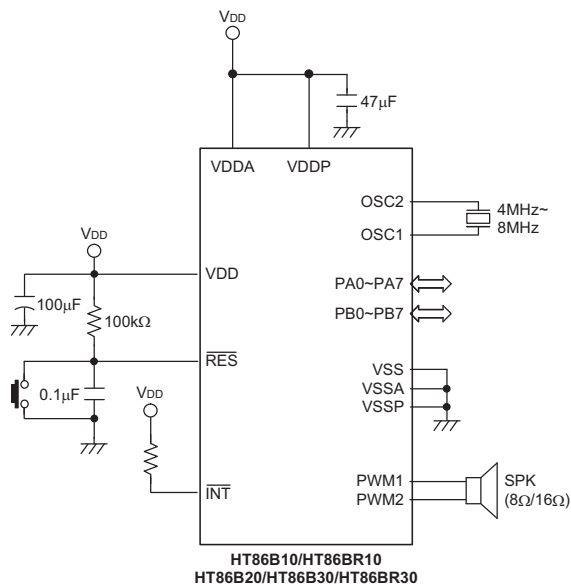 VDD
47µF
VDDA VDDP
OSC2
4MHz~
8MHz
OSC1
VDD
VDD
100µF
100kΩ
PA0~PA7
PB0~PB7
RES
0.1µF
VDD
VSS
VSSA
VSSP
INT
PWM1
PWM2
SPK
(8Ω/16Ω)
HT86B10/HT86BR10
HT86B20/HT86B30/HT86BR30